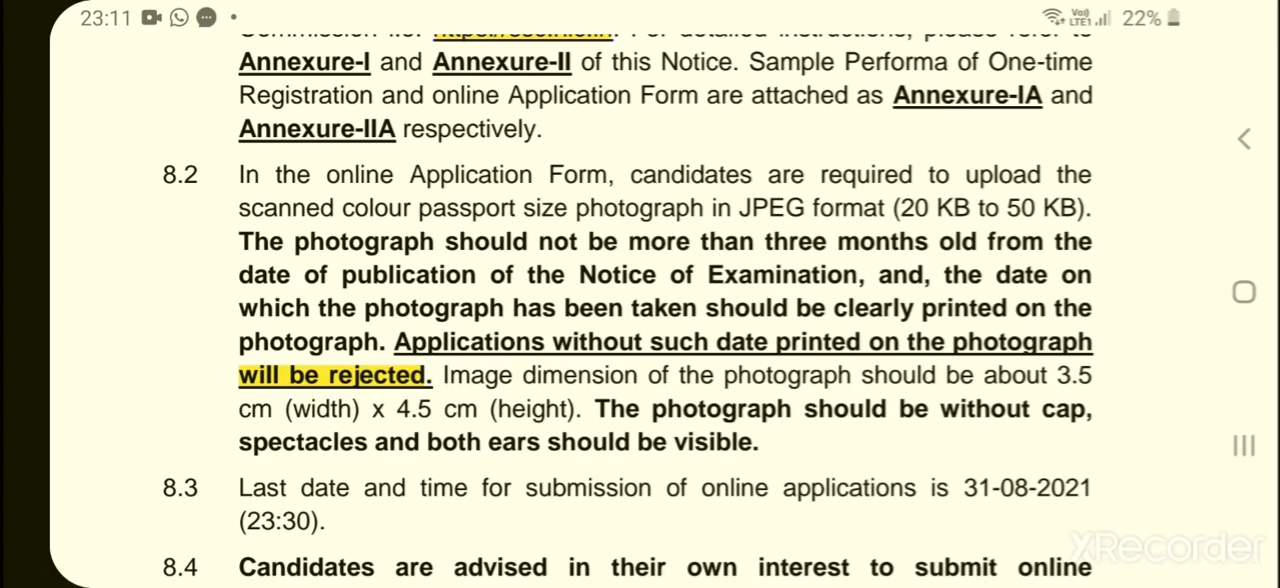 23:11
Vo))
LTE1
22%
Annexure-I and Annexure-II of this Notice. Sample Performa of One-time
Registration and online Application Form are attached as Annexure-IA and
Annexure-IIA respectively.
8.2 In the online Application Form, candidates are required to upload the
scanned colour passport size photograph in JPEG format (20 KB to 50 KB).
The photograph should not be more than three months old from the
date of publication of the Notice of Examination, and, the date on
which the photograph has been taken should be clearly printed on the
photograph. Applications without such date printed on the photograph
will be rejected. Image dimension of the photograph should be about 3.5
cm (width) x 4.5 cm (height). The photograph should be without cap,
spectacles and both ears should be visible.
8.3 Last date and time for submission of online applications is 31-08-2021
(23:30).
8.4 Candidates are advised in their own interest to submit online
XRecorder